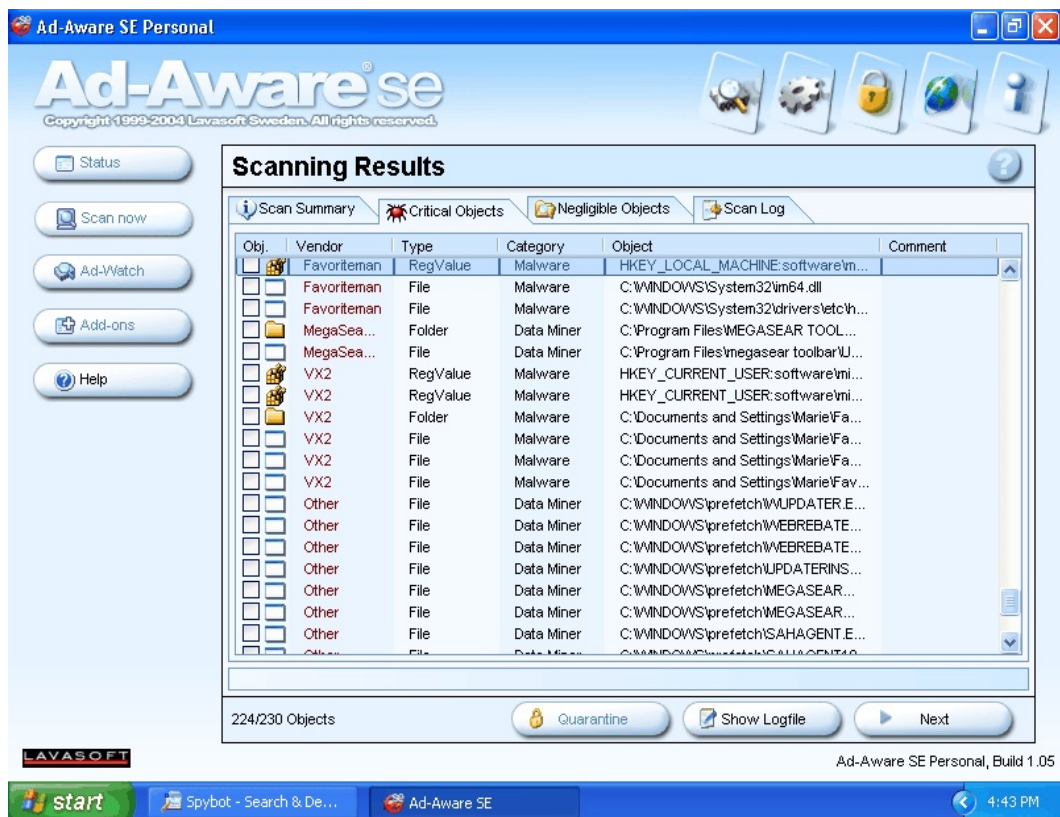 Ad-Aware SE Personal
Ad-Aware® se
Copyright 1999-2004 Lavasoft Sweden. All rights reserved.
Status
Scan now
Ad-Watch
Add-ons
Help
Scanning Results
Scan Summary Critical Objects Negligible Objects Scan Log
Obj. Vendor Type Category Object Comment
Favoriteman RegValue Malware HKEY_LOCAL_MACHINE:software\m...
Favoriteman File Malware C:\WINDOWS\System32\im64.dll
Favoriteman File Malware C:\WINDOWS\System32\drivers\etc\h...
MegaSea... Folder Data Miner C:\Program Files\MEGASEAR TOOL...
MegaSea... File Data Miner C:\Program Files\megasear toolbar\U...
VX2 RegValue Malware HKEY_CURRENT_USER:software\mi...
VX2 RegValue Malware HKEY_CURRENT_USER:software\mi...
VX2 Folder Malware C:\Documents and Settings\Marie\Fa...
VX2 File Malware C:\Documents and Settings\Marie\Fa...
VX2 File Malware C:\Documents and Settings\Marie\Fa...
VX2 File Malware C:\Documents and Settings\Marie\Fav...
Other File Data Miner C:\WINDOWS\prefetch\WUPDATER.E...
Other File Data Miner C:\WINDOWS\prefetch\WEBREBATE...
Other File Data Miner C:\WINDOWS\prefetch\WEBREBATE...
Other File Data Miner C:\WINDOWS\prefetch\UPDATERINS...
Other File Data Miner C:\WINDOWS\prefetch\MEGASEAR...
Other File Data Miner C:\WINDOWS\prefetch\MEGASEAR...
Other File Data Miner C:\WINDOWS\prefetch\SAHAGENT.E...
224/230 Objects
Quarantine
Show Logfile
Next
LAVASOFT
Ad-Aware SE Personal, Build 1.05
start
Spybot - Search & De...
Ad-Aware SE
4:43 PM